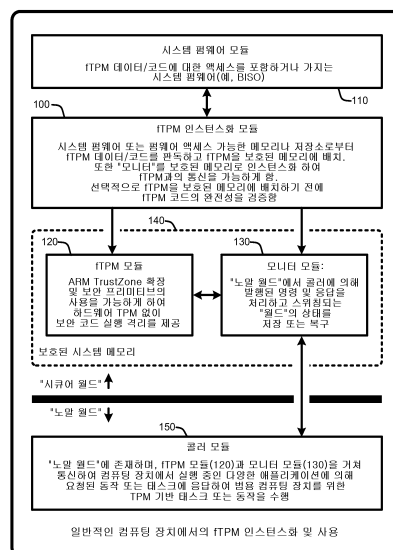 시스템 펌웨어 모듈
fTPM 데이터/코드에 대한 액세스를 포함하거나 가지는
시스템 펌웨어(예, BISO)
110
100
fTPM 인스턴스화 모듈
시스템 펌웨어 또는 펌웨어 액세스 가능한 메모리나 저장소로부터
fTPM 데이터/코드를 판독하고 fTPM을 보호된 메모리에 배치.
또한 "모니터"를 보호된 메모리로 인스턴스화 하여
fTPM과의 통신을 가능하게 함.
선택적으로 fTPM을 보호된 메모리에 배치하기 전에
fTPM 코드의 완전성을 검증함
140
120
fTPM 모듈
ARM TrustZone 확장
및 보안 프리미티브의
사용을 가능하게 하여
하드웨어 TPM 없이
보안 코드 실행 격리를 제공
130
모니터 모듈:
"노말 월드"에서 콜러에 의해
발행된 명령 및 응답을
처리하고 스위칭되는
"월드"의 상태를
저장 또는 복구
보호된 시스템 메모리
"시큐어 월드"
"노말 월드"
150
콜러 모듈
"노말 월드"에 존재하며, fTPM 모듈(120)과 모니터 모듈(130)을 거쳐
통신하여 컴퓨팅 장치에서 실행 중인 다양한 애플리케이션에 의해
요청된 동작 또는 태스크에 응답하여 범용 컴퓨팅 장치를 위한
TPM 기반 태스크 또는 동작을 수행
일반적인 컴퓨팅 장치에서의 fTPM 인스턴스화 및 사용